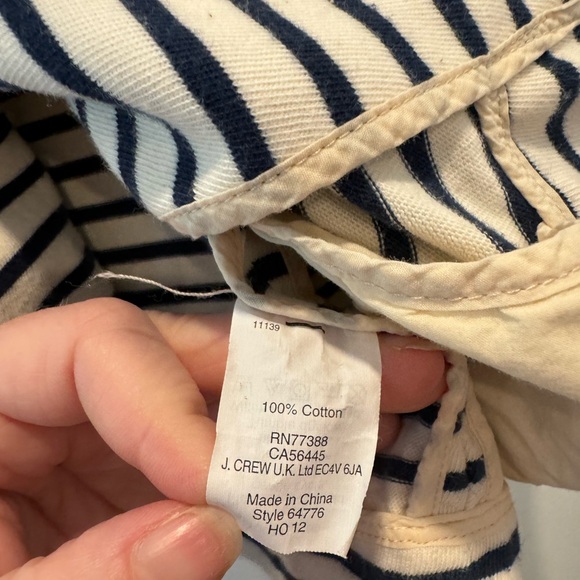 11139
100% Cotton
RN77388
CA56445
J. CREW U.K. Ltd EC4V 6JA
Made in China
Style 64776
HO 12